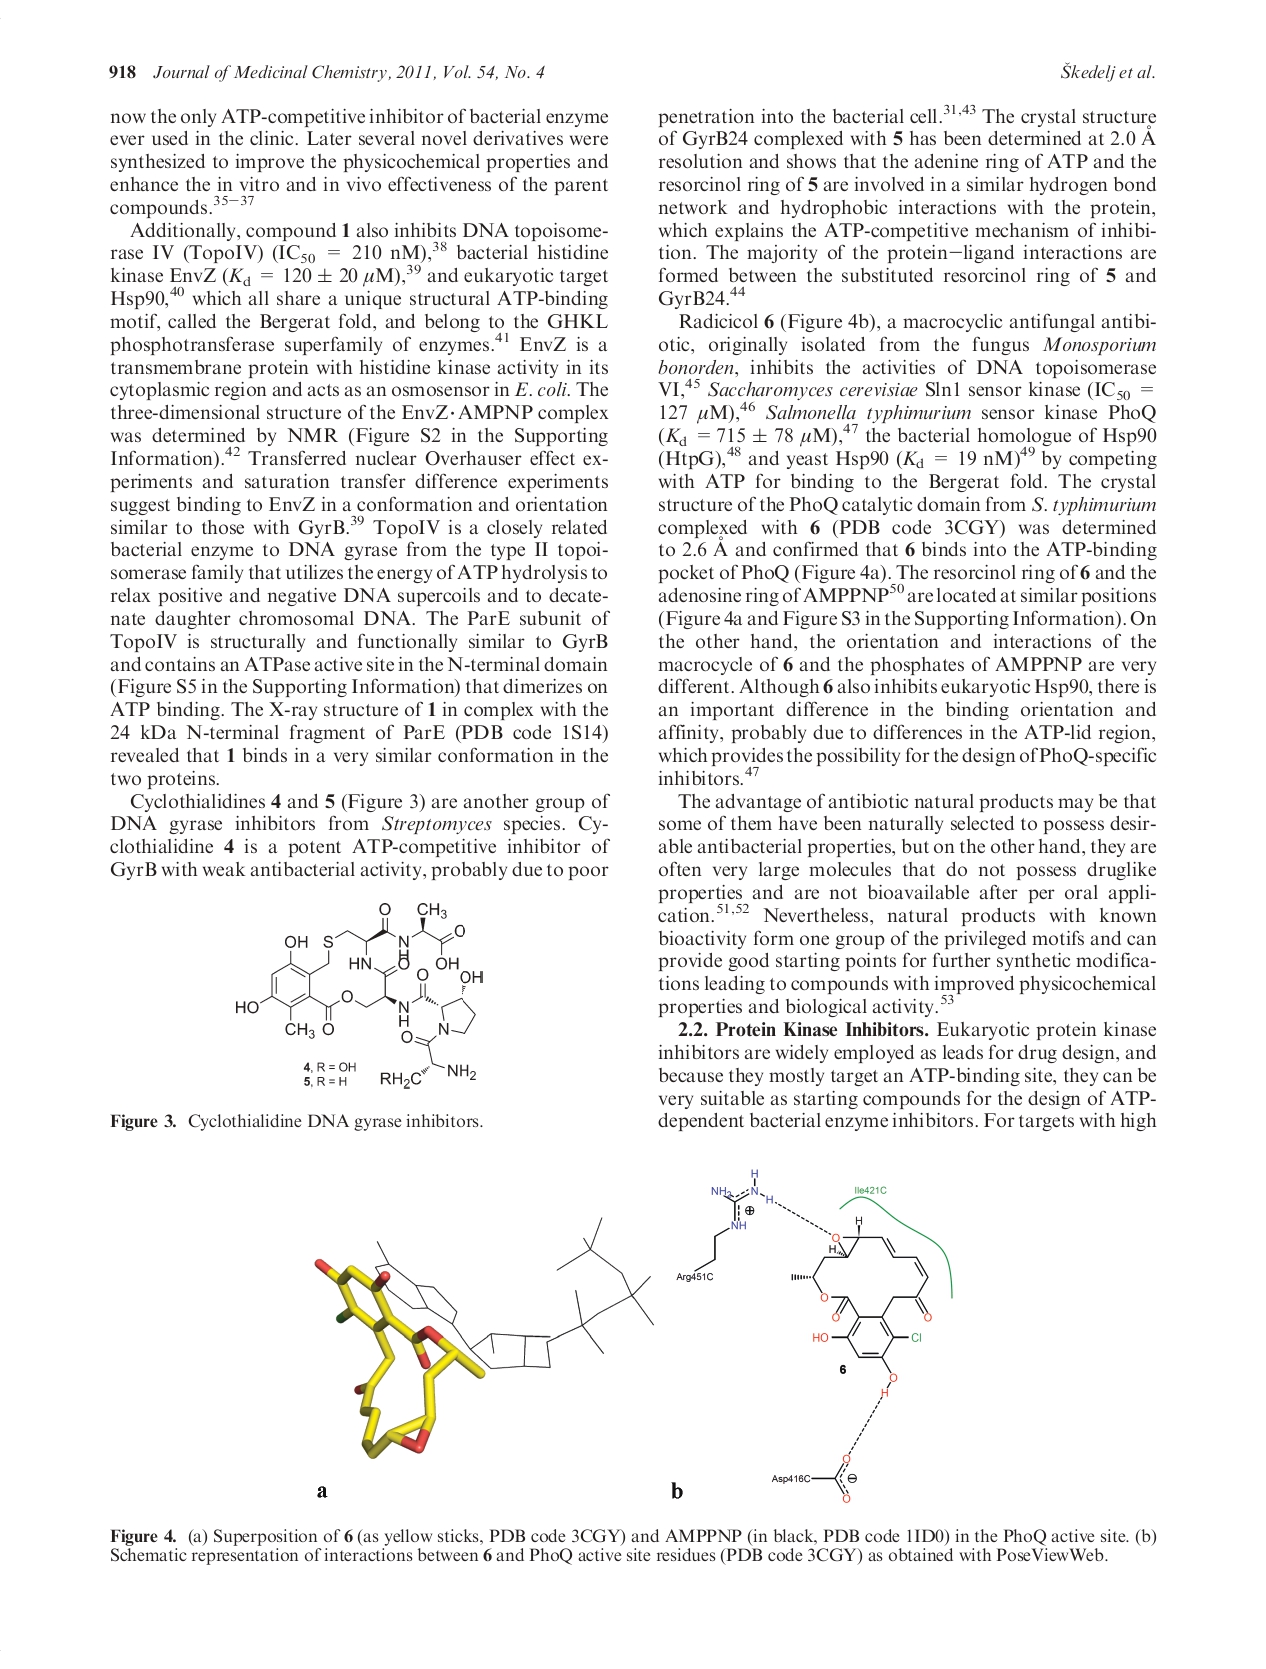 918 Journal of Medicinal Chemistry, 2011, Vol. 54, No. 4
Škedelj et al.
now the only ATP-competitive inhibitor of bacterial enzyme
ever used in the clinic. Later several novel derivatives were
synthesized to improve the physicochemical properties and
enhance the in vitro and in vivo effectiveness of the parent
compounds.35−37
Additionally, compound 1 also inhibits DNA topoisome-
rase IV (TopoIV) (IC50 = 210 nM),38 bacterial histidine
kinase EnvZ (Kd = 120 ± 20 μM),39 and eukaryotic target
Hsp90,40 which all share a unique structural ATP-binding
motif, called the Bergerat fold, and belong to the GHKL
phosphotransferase superfamily of enzymes.41 EnvZ is a
transmembrane protein with histidine kinase activity in its
cytoplasmic region and acts as an osmosensor in E. coli. The
three-dimensional structure of the EnvZ·AMPNP complex
was determined by NMR (Figure S2 in the Supporting
Information).42 Transferred nuclear Overhauser effect ex-
periments and saturation transfer difference experiments
suggest binding to EnvZ in a conformation and orientation
similar to those with GyrB.39 TopoIV is a closely related
bacterial enzyme to DNA gyrase from the type II topoi-
somerase family that utilizes the energy of ATP hydrolysis to
relax positive and negative DNA supercoils and to decate-
nate daughter chromosomal DNA. The ParE subunit of
TopoIV is structurally and functionally similar to GyrB
and contains an ATPase active site in the N-terminal domain
(Figure S5 in the Supporting Information) that dimerizes on
ATP binding. The X-ray structure of 1 in complex with the
24 kDa N-terminal fragment of ParE (PDB code 1S14)
revealed that 1 binds in a very similar conformation in the
two proteins.
Cyclothialidines 4 and 5 (Figure 3) are another group of
DNA gyrase inhibitors from Streptomyces species. Cy-
clothialidine 4 is a potent ATP-competitive inhibitor of
GyrB with weak antibacterial activity, probably due to poor
O CH3
OH S N H O
HN O OH
O OH
HO O N H
CH3 O O N
4, R = OH
5, R = H
RH2C NH2
Figure 3. Cyclothialidine DNA gyrase inhibitors.
penetration into the bacterial cell.31,43 The crystal structure
of GyrB24 complexed with 5 has been determined at 2.0 Å
resolution and shows that the adenine ring of ATP and the
resorcinol ring of 5 are involved in a similar hydrogen bond
network and hydrophobic interactions with the protein,
which explains the ATP-competitive mechanism of inhibi-
tion. The majority of the protein−ligand interactions are
formed between the substituted resorcinol ring of 5 and
GyrB24.44
Radicicol 6 (Figure 4b), a macrocyclic antifungal antibi-
otic, originally isolated from the fungus Monosporium
bonorden, inhibits the activities of DNA topoisomerase
VI,45 Saccharomyces cerevisiae Sln1 sensor kinase (IC50 =
127 μM),46 Salmonella typhimurium sensor kinase PhoQ
(Kd = 715 ± 78 μM),47 the bacterial homologue of Hsp90
(HtpG),48 and yeast Hsp90 (Kd = 19 nM)49 by competing
with ATP for binding to the Bergerat fold. The crystal
structure of the PhoQ catalytic domain from S. typhimurium
complexed with 6 (PDB code 3CGY) was determined
to 2.6 Å and confirmed that 6 binds into the ATP-binding
pocket of PhoQ (Figure 4a). The resorcinol ring of 6 and the
adenosine ring of AMPPNP50 are located at similar positions
(Figure 4a and Figure S3 in the Supporting Information). On
the other hand, the orientation and interactions of the
macrocycle of 6 and the phosphates of AMPPNP are very
different. Although 6 also inhibits eukaryotic Hsp90, there is
an important difference in the binding orientation and
affinity, probably due to differences in the ATP-lid region,
which provides the possibility for the design of PhoQ-specific
inhibitors.47
The advantage of antibiotic natural products may be that
some of them have been naturally selected to possess desir-
able antibacterial properties, but on the other hand, they are
often very large molecules that do not possess druglike
properties and are not bioavailable after per oral appli-
cation.51,52 Nevertheless, natural products with known
bioactivity form one group of the privileged motifs and can
provide good starting points for further synthetic modifica-
tions leading to compounds with improved physicochemical
properties and biological activity.53
2.2. Protein Kinase Inhibitors. Eukaryotic protein kinase
inhibitors are widely employed as leads for drug design, and
because they mostly target an ATP-binding site, they can be
very suitable as starting compounds for the design of ATP-
dependent bacterial enzyme inhibitors. For targets with high
H
NH2 N H
⊕
NH
Arg451C
Ile421C
H
O
H
O
O O
HO Cl
6
O
H
Asp416C
O
⊖
O
a
b
Figure 4. (a) Superposition of 6 (as yellow sticks, PDB code 3CGY) and AMPPNP (in black, PDB code 1ID0) in the PhoQ active site. (b)
Schematic representation of interactions between 6 and PhoQ active site residues (PDB code 3CGY) as obtained with PoseViewWeb.